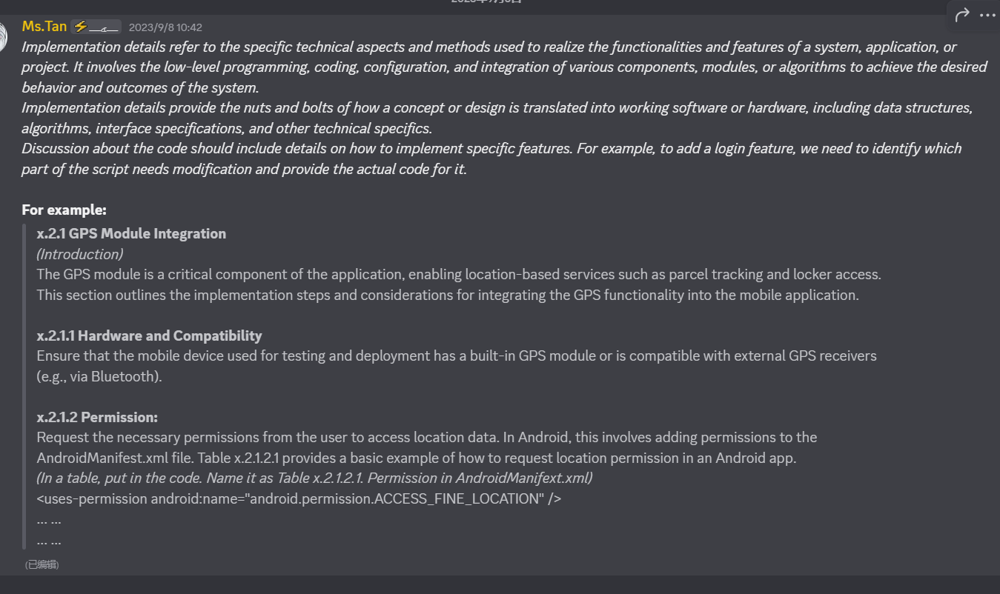 Ms.Tan 2023/9/8 10:42
Implementation details refer to the specific technical aspects and methods used to realize the functionalities and features of a system, application, or
project. It involves the low-level programming, coding, configuration, and integration of various components, modules, or algorithms to achieve the desired
behavior and outcomes of the system.
Implementation details provide the nuts and bolts of how a concept or design is translated into working software or hardware, including data structures,
algorithms, interface specifications, and other technical specifics.
Discussion about the code should include details on how to implement specific features. For example, to add a login feature, we need to identify which
part of the script needs modification and provide the actual code for it.
For example:
x.2.1 GPS Module Integration
(Introduction)
The GPS module is a critical component of the application, enabling location-based services such as parcel tracking and locker access.
This section outlines the implementation steps and considerations for integrating the GPS functionality into the mobile application.
x.2.1.1 Hardware and Compatibility
Ensure that the mobile device used for testing and deployment has a built-in GPS module or is compatible with external GPS receivers
(e.g., via Bluetooth).
x.2.1.2 Permission:
Request the necessary permissions from the user to access location data. In Android, this involves adding permissions to the
AndroidManifest.xml file. Table x.2.1.2.1 provides a basic example of how to request location permission in an Android app.
(In a table, put in the code. Name it as Table x.2.1.2.1. Permission in AndroidManifext.xml)
<uses-permission android:name="android.permission.ACCESS_FINE_LOCATION" />
... ...
... ...
(已编辑)